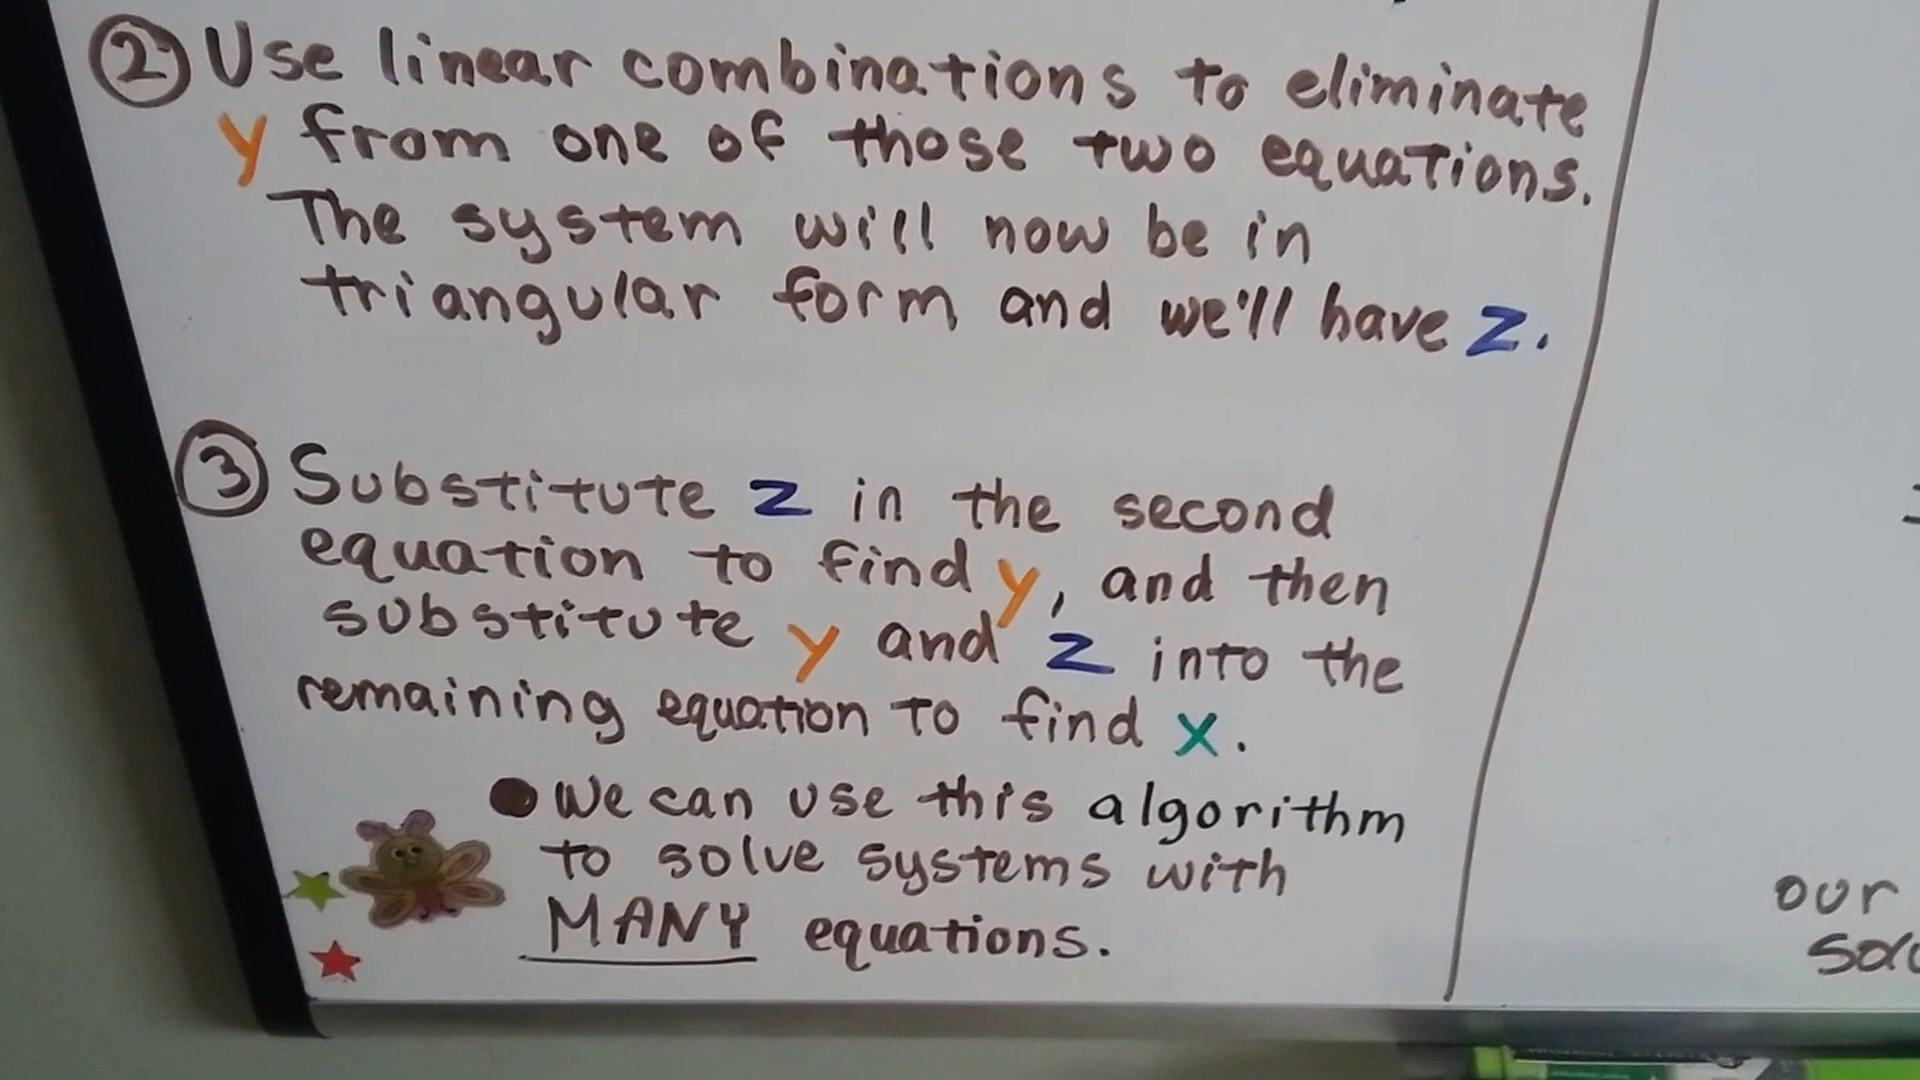 ② Use linear combinations to eliminate
y from one of those two equations.
The system will now be in
triangular form and we'll have z.
③ Substitute z in the second
equation to find y, and then
substitute y and z into the
remaining equation to find x.
● We can use this algorithm
to solve systems with
MANY equations.
our